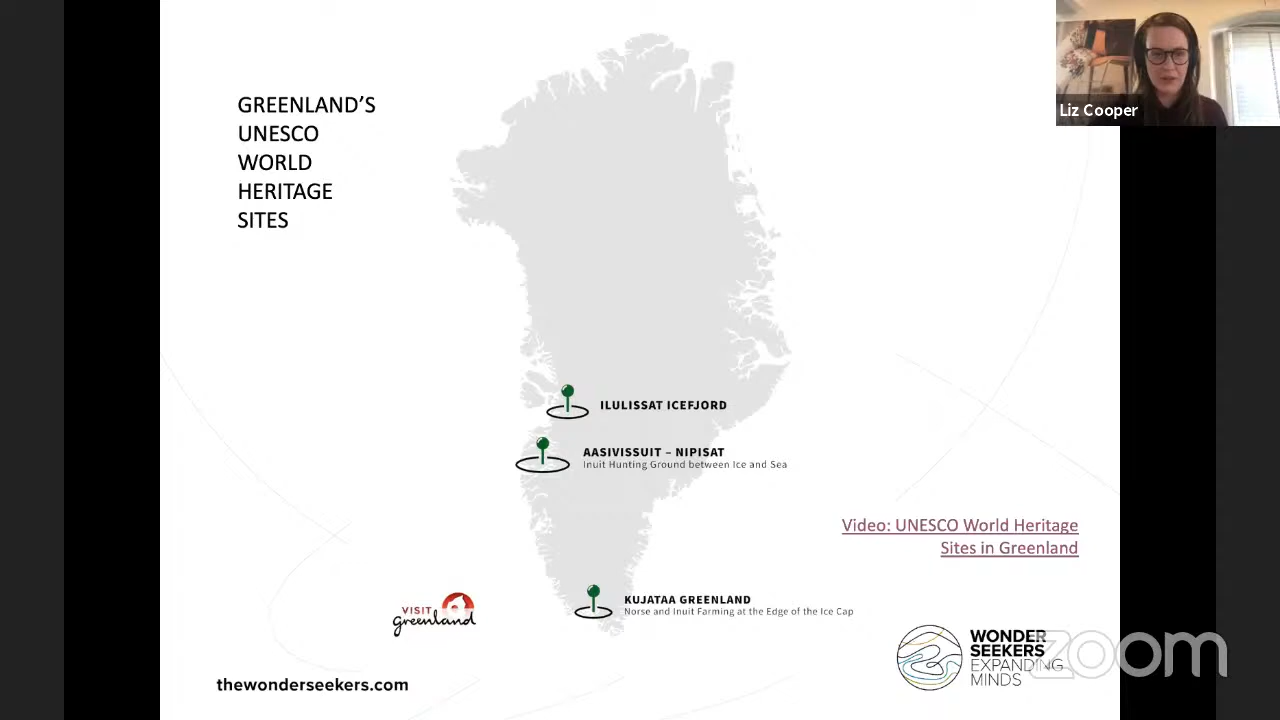 GREENLAND'S
UNESCO
WORLD
HERITAGE
SITES
Liz Cooper
ILULISSAT ICEFJORD
AASIVISSUIT – NIPISAT
Inuit Hunting Ground between Ice and Sea
Video: UNESCO World Heritage
Sites in Greenland
KUJATAA GREENLAND
Norse and Inuit Farming at the Edge of the Ice Cap
VISIT
greenland
WONDER
SEEKERS
EXPANDING
MINDS
zoom
thewonderseekers.com